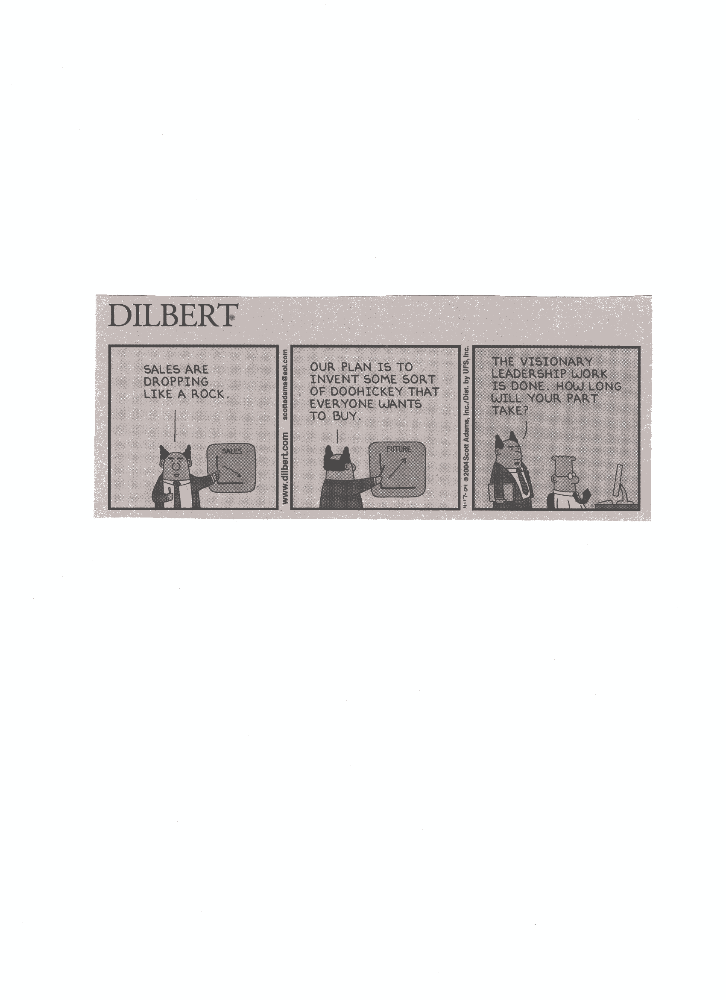 DILBERT
SALES ARE
DROPPING
LIKE A ROCK.
SALES
www.dilbert.com scottadams@aol.com
OUR PLAN IS TO
INVENT SOME SORT
OF DOOHICKEY THAT
EVERYONE WANTS
TO BUY.
FUTURE
4-17-04 ©2004 Scott Adams, Inc./Dist. by UFS, Inc.
THE VISIONARY
LEADERSHIP WORK
IS DONE. HOW LONG
WILL YOUR PART
TAKE?